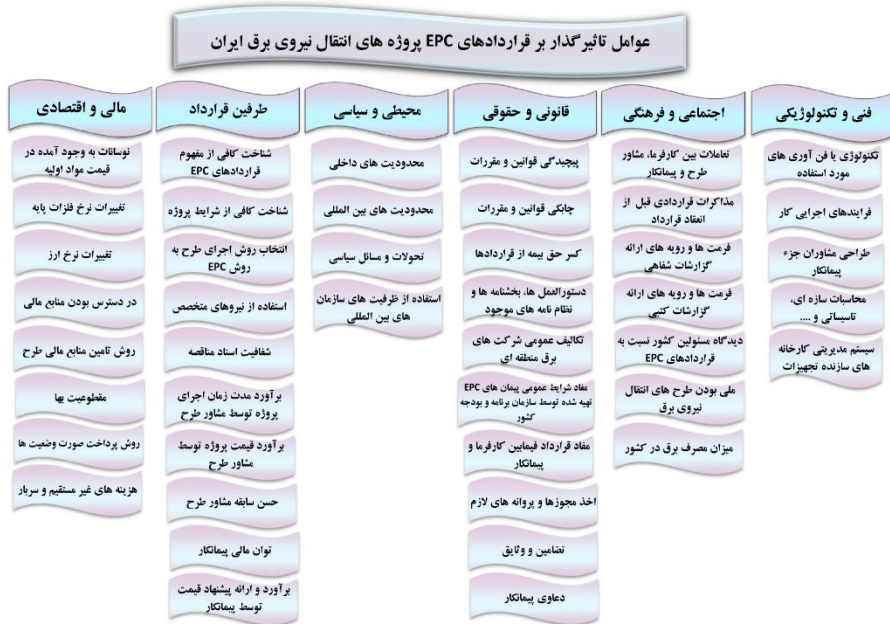 عوامل تاثیرگذار بر قراردادهای EPC پروژه های انتقال نیروی برق ایران
فنی و تکنولوژیکی
تکنولوژی یا فن آوری های
مورد استفاده
فرایندهای اجرایی کار
طراحی مشاوران جزء
پیمانکار
محاسبات سازه ای،
تاسیساتی و ....
سیستم مدیریتی کارخانه
های سازنده تجهیزات
اجتماعی و فرهنگی
تعاملات بین کارفرما، مشاور
طرح و پیمانکار
مذاکرات قراردادی قبل از
انعقاد قرارداد
فرمت ها و رویه های ارائه
گزارشات شفاهی
فرمت ها و رویه های ارائه
گزارشات کتبی
دیدگاه مسئولین کشور نسبت به
قراردادهای EPC
ملی بودن طرح های انتقال
نیروی برق
میزان مصرف برق در کشور
قانونی و حقوقی
پیچیدگی قوانین و مقررات
چابکی قوانین و مقررات
کسر حق بیمه از قراردادها
دستورالعمل ها، بخشنامه ها و
نظام نامه های موجود
تکالیف عمومی شرکت های
برق منطقه ای
مفاد شرایط عمومی پیمان های EPC
تهیه شده توسط سازمان برنامه و بودجه
کشور
مفاد قرارداد فیمابین کارفرما و
پیمانکار
اخذ مجوزها و پروانه های لازم
تضامین و وثایق
دعاوی پیمانکار
محیطی و سیاسی
محدودیت های داخلی
محدودیت های بین المللی
تحولات و مسائل سیاسی
استفاده از ظرفیت های سازمان
های بین المللی
طرفین قرارداد
شناخت کافی از مفهوم
قراردادهای EPC
شناخت کافی از شرایط پروژه
انتخاب روش اجرای طرح به
روش EPC
استفاده از نیروهای متخصص
شفافیت اسناد مناقصه
برآورد مدت زمان اجرای
پروژه توسط مشاور طرح
برآورد قیمت پروژه توسط
مشاور طرح
حسن سابقه مشاور طرح
توان مالی پیمانکار
برآورد و ارائه پیشنهاد قیمت
توسط پیمانکار
مالی و اقتصادی
نوسانات به وجود آمده در
قیمت مواد اولیه
تغییرات نرخ فلزات پایه
تغییرات نرخ ارز
در دسترس بودن منابع مالی
روش تامین منابع مالی طرح
مقطوعیت بها
روش پرداخت صورت وضعیت ها
هزینه های غیر مستقیم و سربار